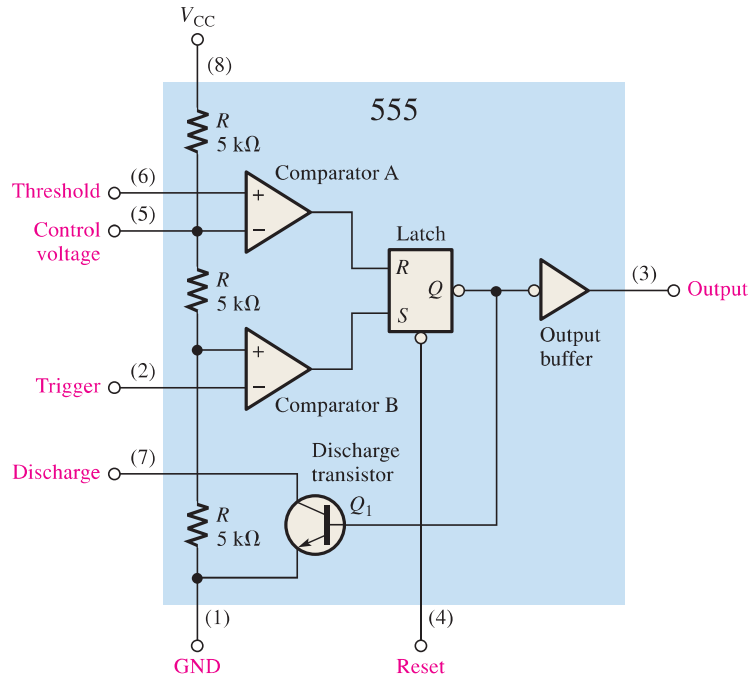 VCC
(8)
555
R
5 kΩ
Comparator A
Threshold
(6)
+
Control
voltage
(5)
−
Latch
R
Q
S
(3)
Output
R
5 kΩ
Output
buffer
+
Trigger
(2)
−
Comparator B
Discharge
(7)
Discharge
transistor
Q1
R
5 kΩ
(1)
(4)
GND
Reset